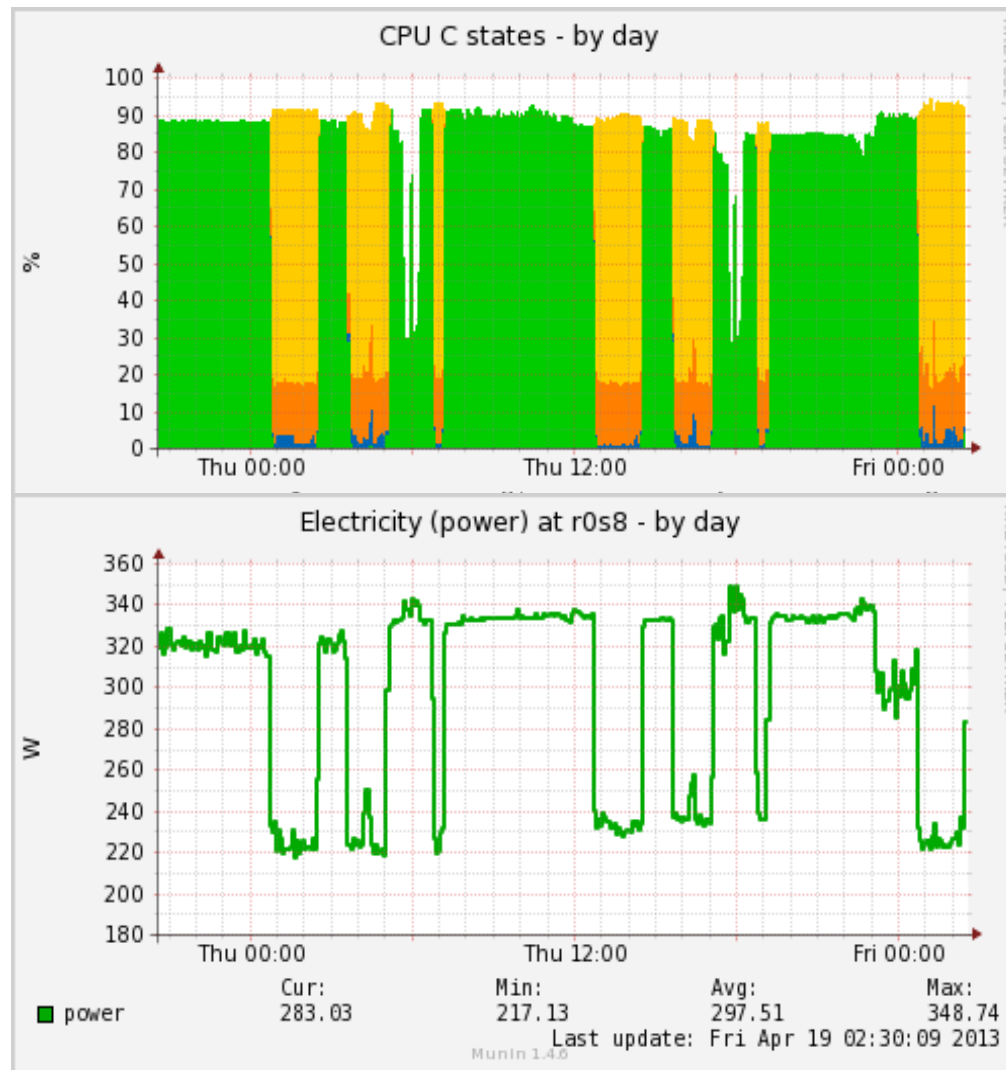 CPU C states - by day
100
90
80
70
60
50
40
30
20
10
0
%
Thu 00:00 Thu 12:00 Fri 00:00
Electricity (power) at r0s8 - by day
360
340
320
300
280
260
240
220
200
180
W
Thu 00:00 Thu 12:00 Fri 00:00
Cur: Min: Avg: Max:
power 283.03 217.13 297.51 348.74
Last update: Fri Apr 19 02:30:09 2013
Munin 1.4.6